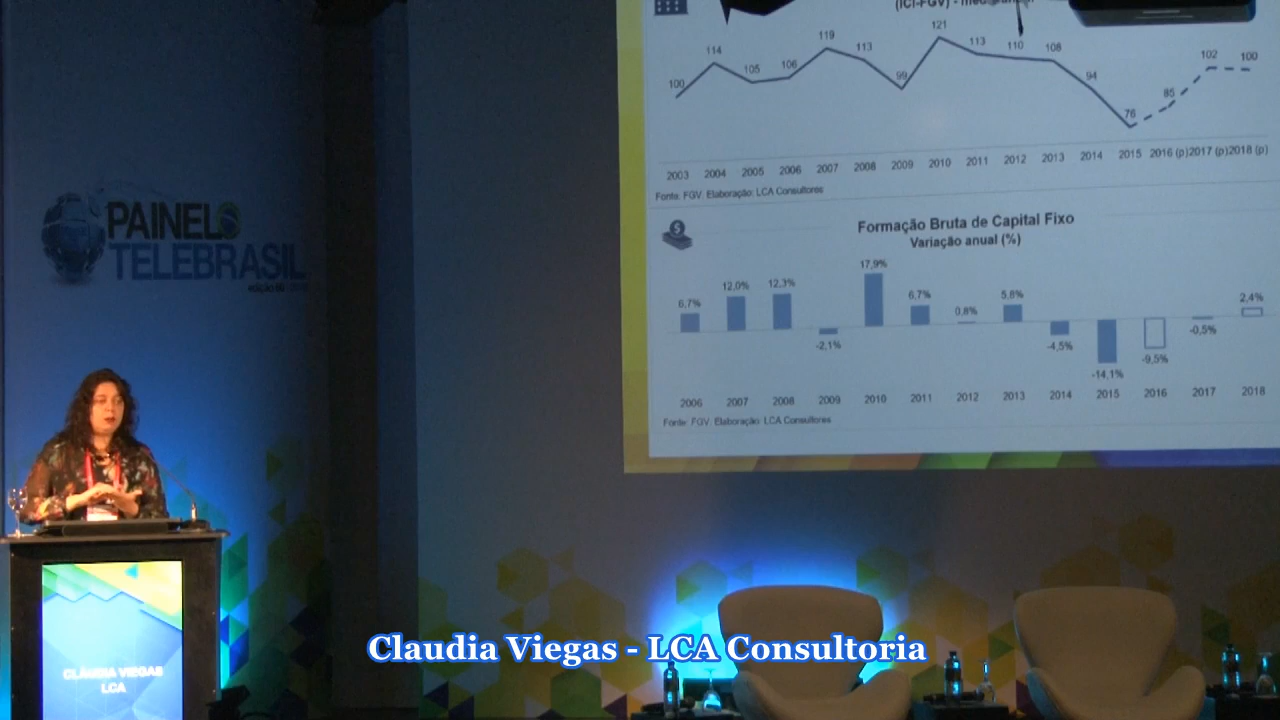 (ICI-FGV)
100 114 105 106 119 113 99 121 113 110 108 94 76 85 102 100
2003 2004 2005 2006 2007 2008 2009 2010 2011 2012 2013 2014 2015 2016 (p) 2017 (p) 2018 (p)
Fonte: FGV. Elaboração: LCA Consultores
Formação Bruta de Capital Fixo
Variação anual (%)
6,7% 12,0% 12,3% -2,1% 17,9% 6,7% 0,8% 5,8% -4,5% -14,1% -9,5% -0,5% 2,4%
2006 2007 2008 2009 2010 2011 2012 2013 2014 2015 2016 2017 2018
Fonte: FGV. Elaboração: LCA Consultores
PAINEL
TELEBRASIL
CLÁUDIA VIEGAS
LCA
Claudia Viegas - LCA Consultoria